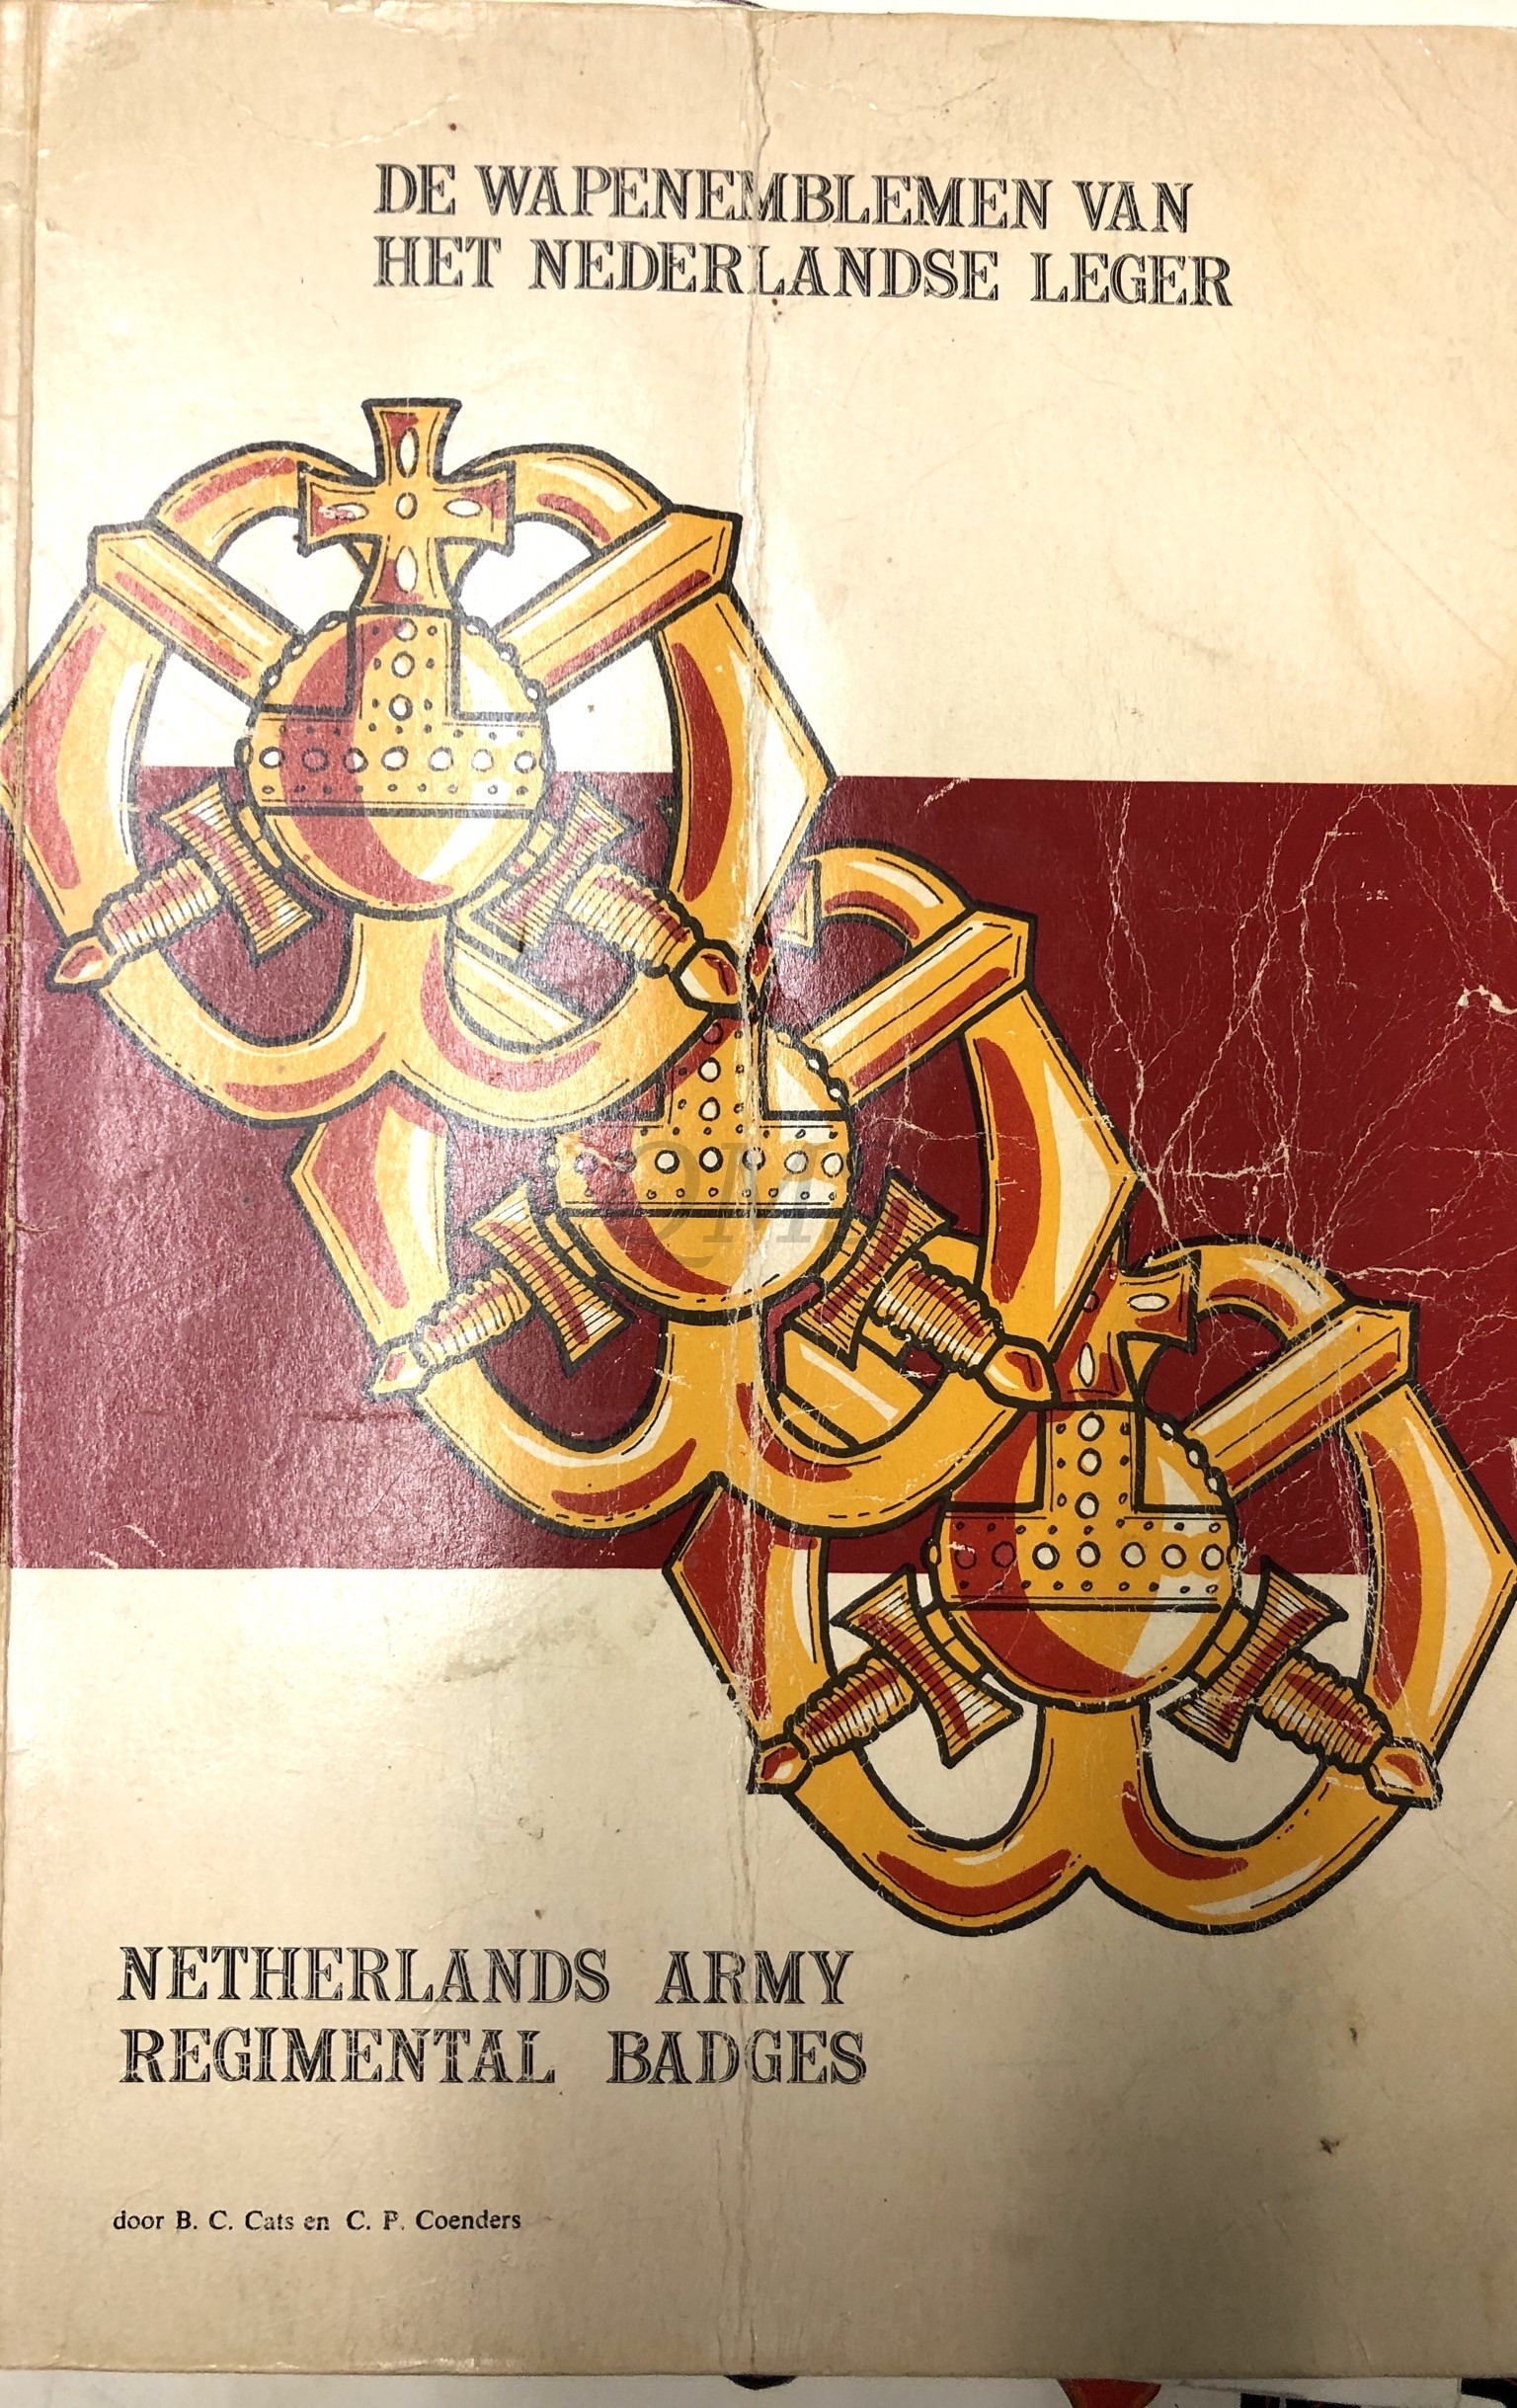 DE WAPENEMBLEMEN VAN
HET NEDERLANDSE LEGER
NETHERLANDS ARMY
REGIMENTAL BADGES
door B. C. Cats en C. P. Coenders